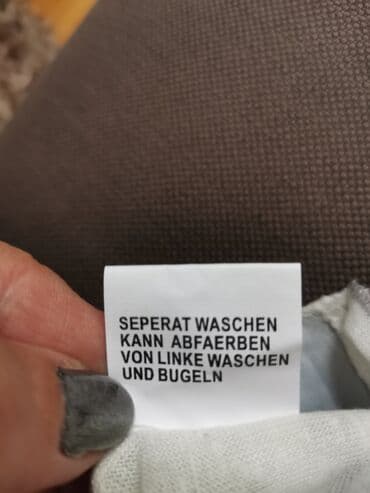 SEPERAT WASCHEN
KANN ABFAERBEN
VON LINKE WASCHEN
UND BUGELN